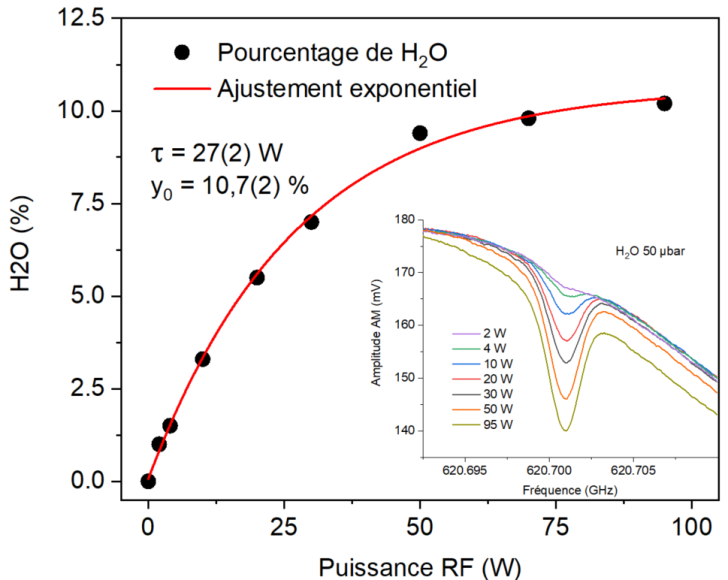 12.5
10.0
7.5
5.0
2.5
0.0
H2O (%)
Pourcentage de H₂O
Ajustement exponentiel
τ = 27(2) W
y₀ = 10,7(2) %
180
170
160
150
140
Amplitude AM (mV)
H₂O 50 µbar
2 W
4 W
10 W
20 W
30 W
50 W
95 W
620.695 620.700 620.705
Fréquence (GHz)
0 25 50 75 100
Puissance RF (W)